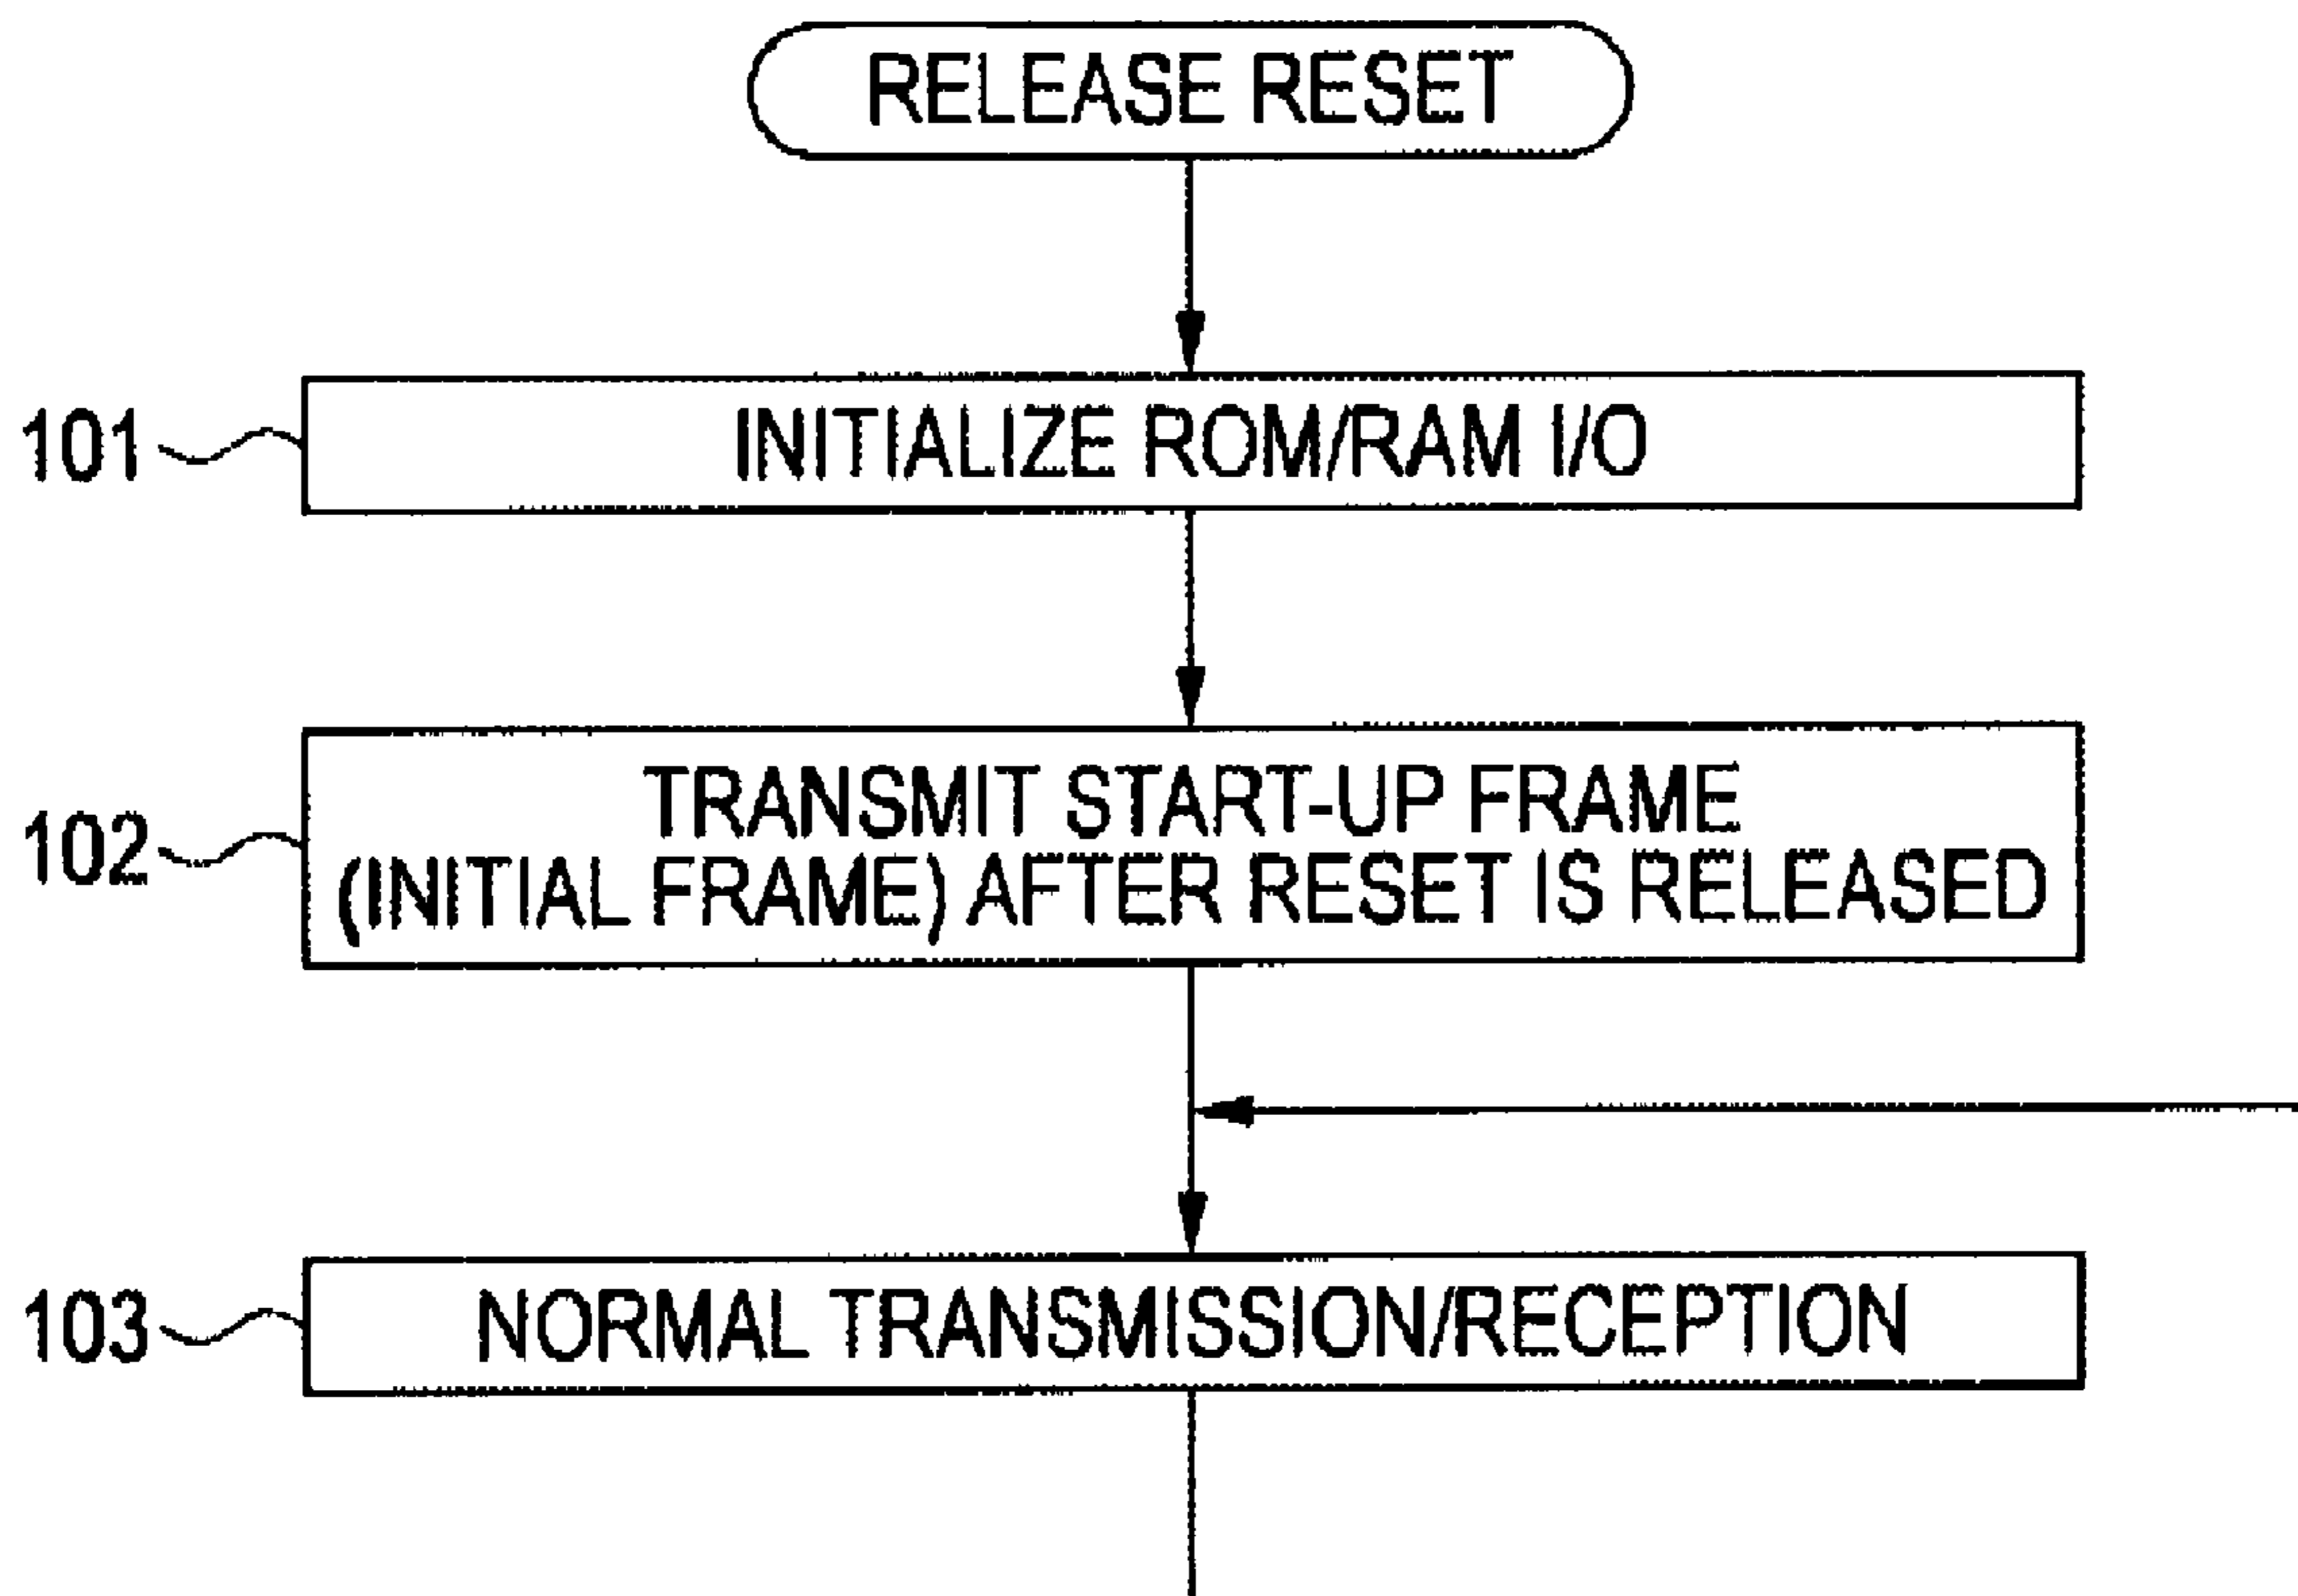 RELEASE RESET
101
INITIALIZE ROM/RAM I/O
102
TRANSMIT START-UP FRAME
(INITIAL FRAME) AFTER RESET IS RELEASED
103
NORMAL TRANSMISSION/RECEPTION